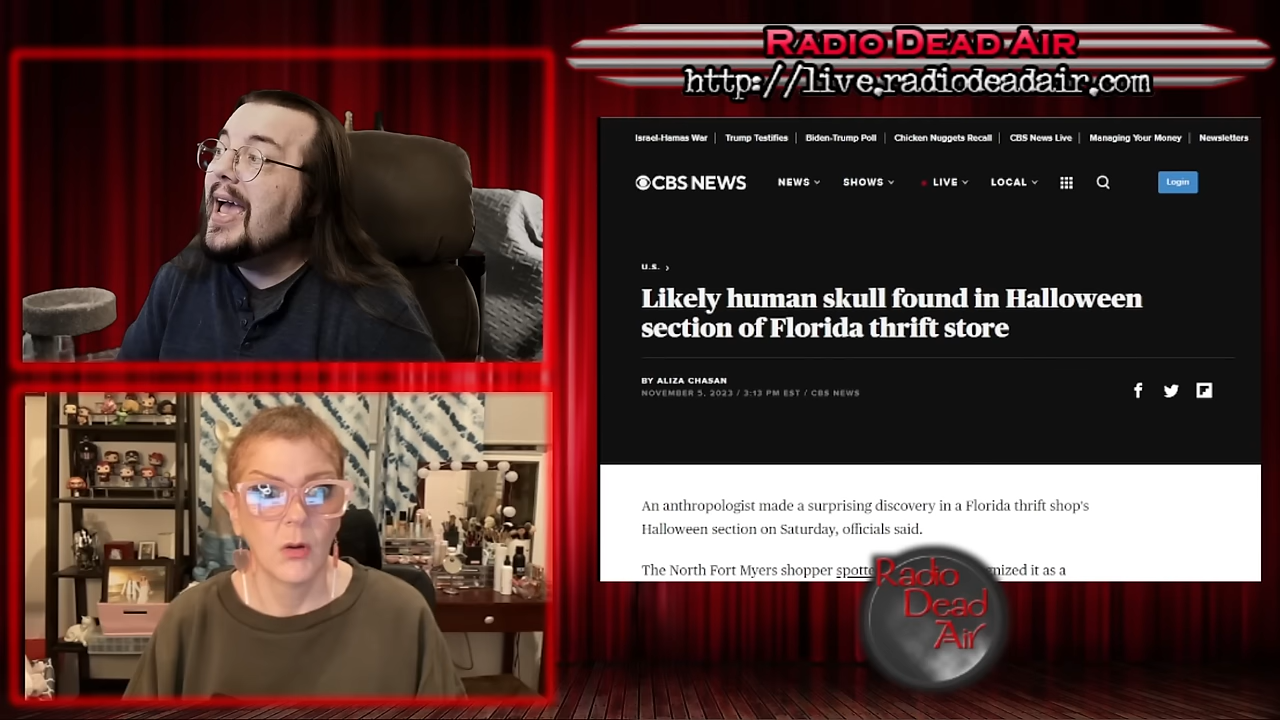 Radio Dead Air
http://live.radiodeadair.com
Israel-Hamas War | Trump Testifies | Biden-Trump Poll | Chicken Nuggets Recall | CBS News Live | Managing Your Money | Newsletters
CBS NEWS NEWS SHOWS LIVE LOCAL Login
U.S. ›
Likely human skull found in Halloween
section of Florida thrift store
BY ALIZA CHASAN
NOVEMBER 5, 2023 / 3:13 PM EST / CBS NEWS
An anthropologist made a surprising discovery in a Florida thrift shop's
Halloween section on Saturday, officials said.
The North Fort Myers shopper as a
Radio
Dead
Air